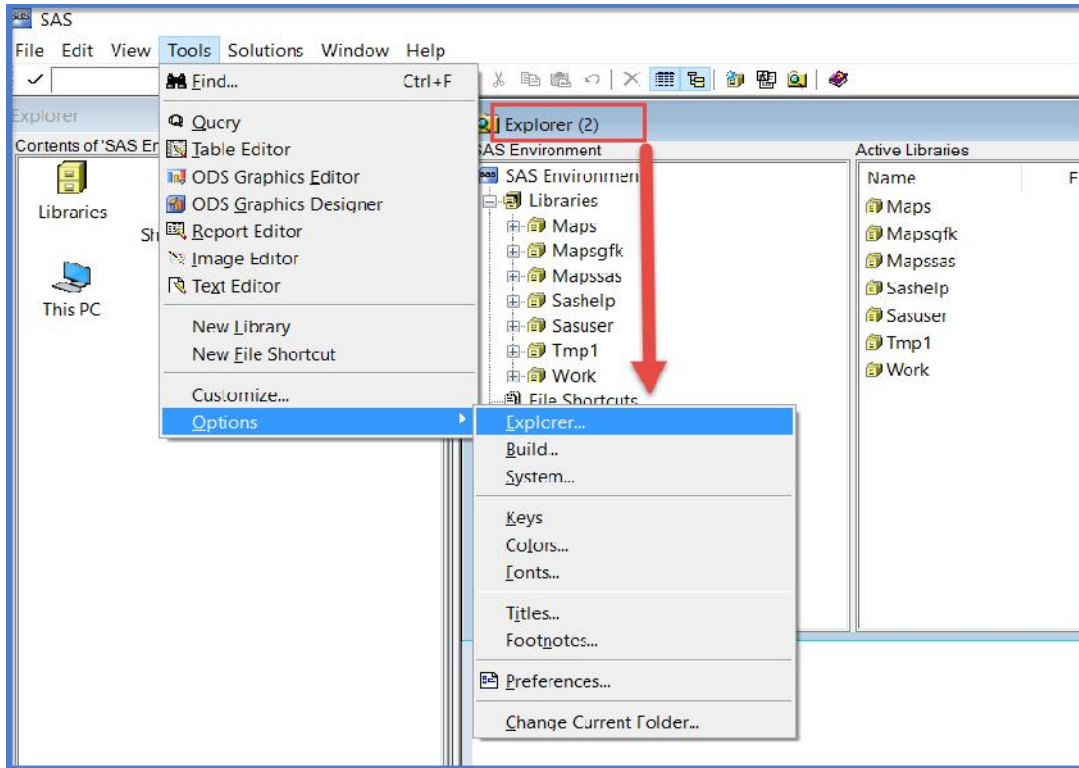 SAS
File Edit View Tools Solutions Window Help
Explorer
Contents of 'SAS En
Libraries
Sh
This PC
Find... Ctrl+F
Query
Table Editor
ODS Graphics Editor
ODS Graphics Designer
Report Editor
Image Editor
Text Editor
New Library
New File Shortcut
Customize...
Options
Explorer (2)
SAS Environment
SAS Environment
Libraries
Maps
Mapsgfk
Mapssas
Sashelp
Sasuser
Tmp1
Work
File Shortcuts
Explorer...
Build...
System...
Keys
Colors...
Fonts...
Titles...
Footnotes...
Preferences...
Change Current Folder...
Active Libraries
Name F
Maps
Mapsgfk
Mapssas
Sashelp
Sasuser
Tmp1
Work